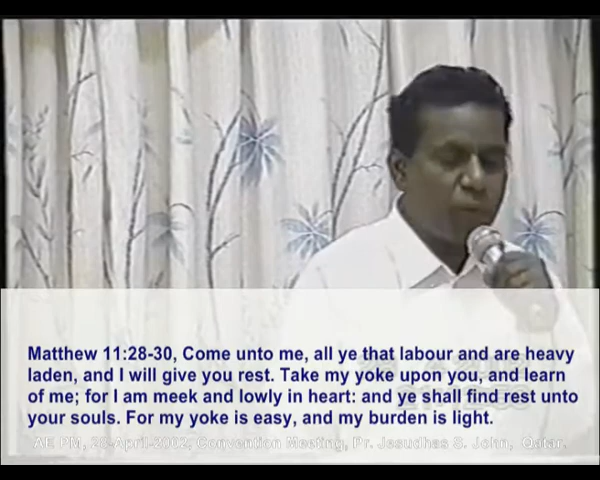 Matthew 11:28-30, Come unto me, all ye that labour and are heavy
laden, and I will give you rest. Take my yoke upon you, and learn
of me; for I am meek and lowly in heart: and ye shall find rest unto
your souls. For my yoke is easy, and my burden is light.
AE PM, 28-April-2002, Convention Meeting, Pr. Jesudhas S. John, Qatar.